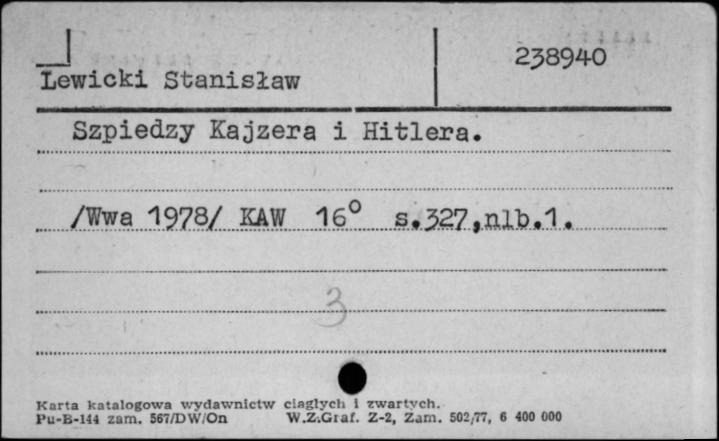 238940
Lewicki Stanisław
Szpiedzy Kajzera i Hitlera.
/Wwa 1978/ KAW 16° s.327,nlb.1.
3
Karta katalogowa wydawnictw ciągłych i zwartych.
Pu-B-144 zam. 567/DW/On W.Z.Graf. Z-2, Zam. 502/77, 6 400 000